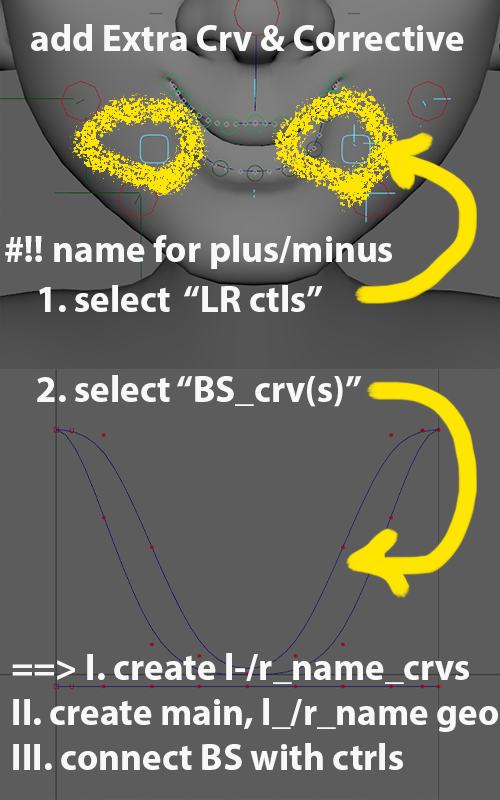 add Extra Crv & Corrective
#!! name for plus/minus
1. select “LR ctls”
2. select “BS_crv(s)”
==> I. create l-/r_name_crvs
II. create main, l_/r_name geo
III. connect BS with ctrls